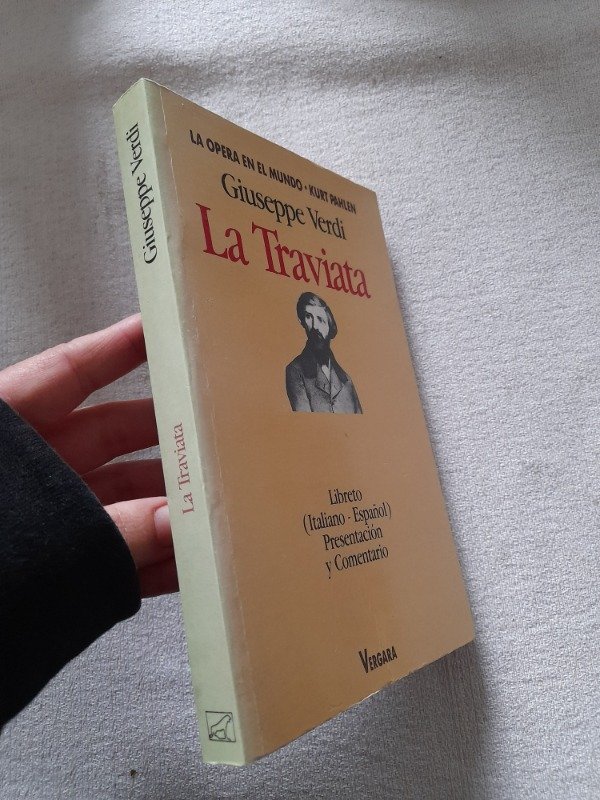 Giuseppe Verdi
La Traviata
LA OPERA EN EL MUNDO · KURT PAHLEN
Giuseppe Verdi
La Traviata
Libreto
(Italiano - Español)
Presentación
y Comentario
VERGARA